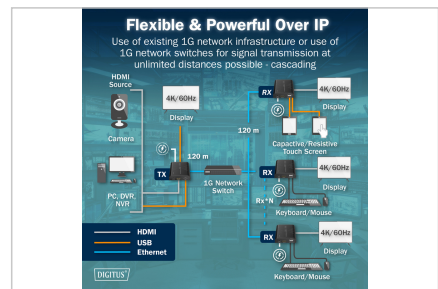 Flexible & Powerful Over IP
Use of existing 1G network infrastructure or use of
1G network switches for signal transmission at
unlimited distances possible - cascading
HDMI
Source
4K/60Hz
Display
Camera
PC, DVR,
NVR
TX
120 m
1G Network
Switch
120 m
RX
4K/60Hz
Display
Capactive/Resistive
Touch Screen
RX
4K/60Hz
Display
Rx*N
Keyboard/Mouse
RX
4K/60Hz
Display
Keyboard/Mouse
HDMI
USB
Ethernet
DIGITUS